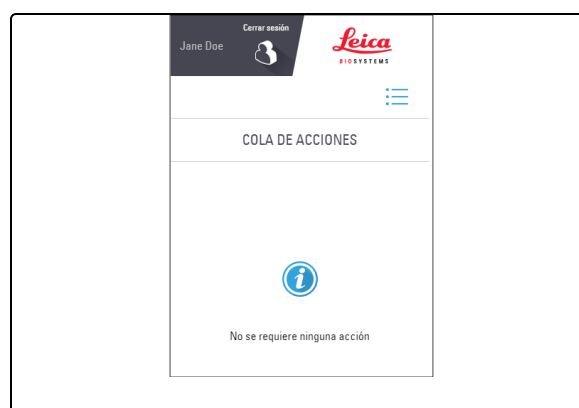 Cerrar sesión
Jane Doe
Leica
BIOSYSTEMS
COLA DE ACCIONES
No se requiere ninguna acción